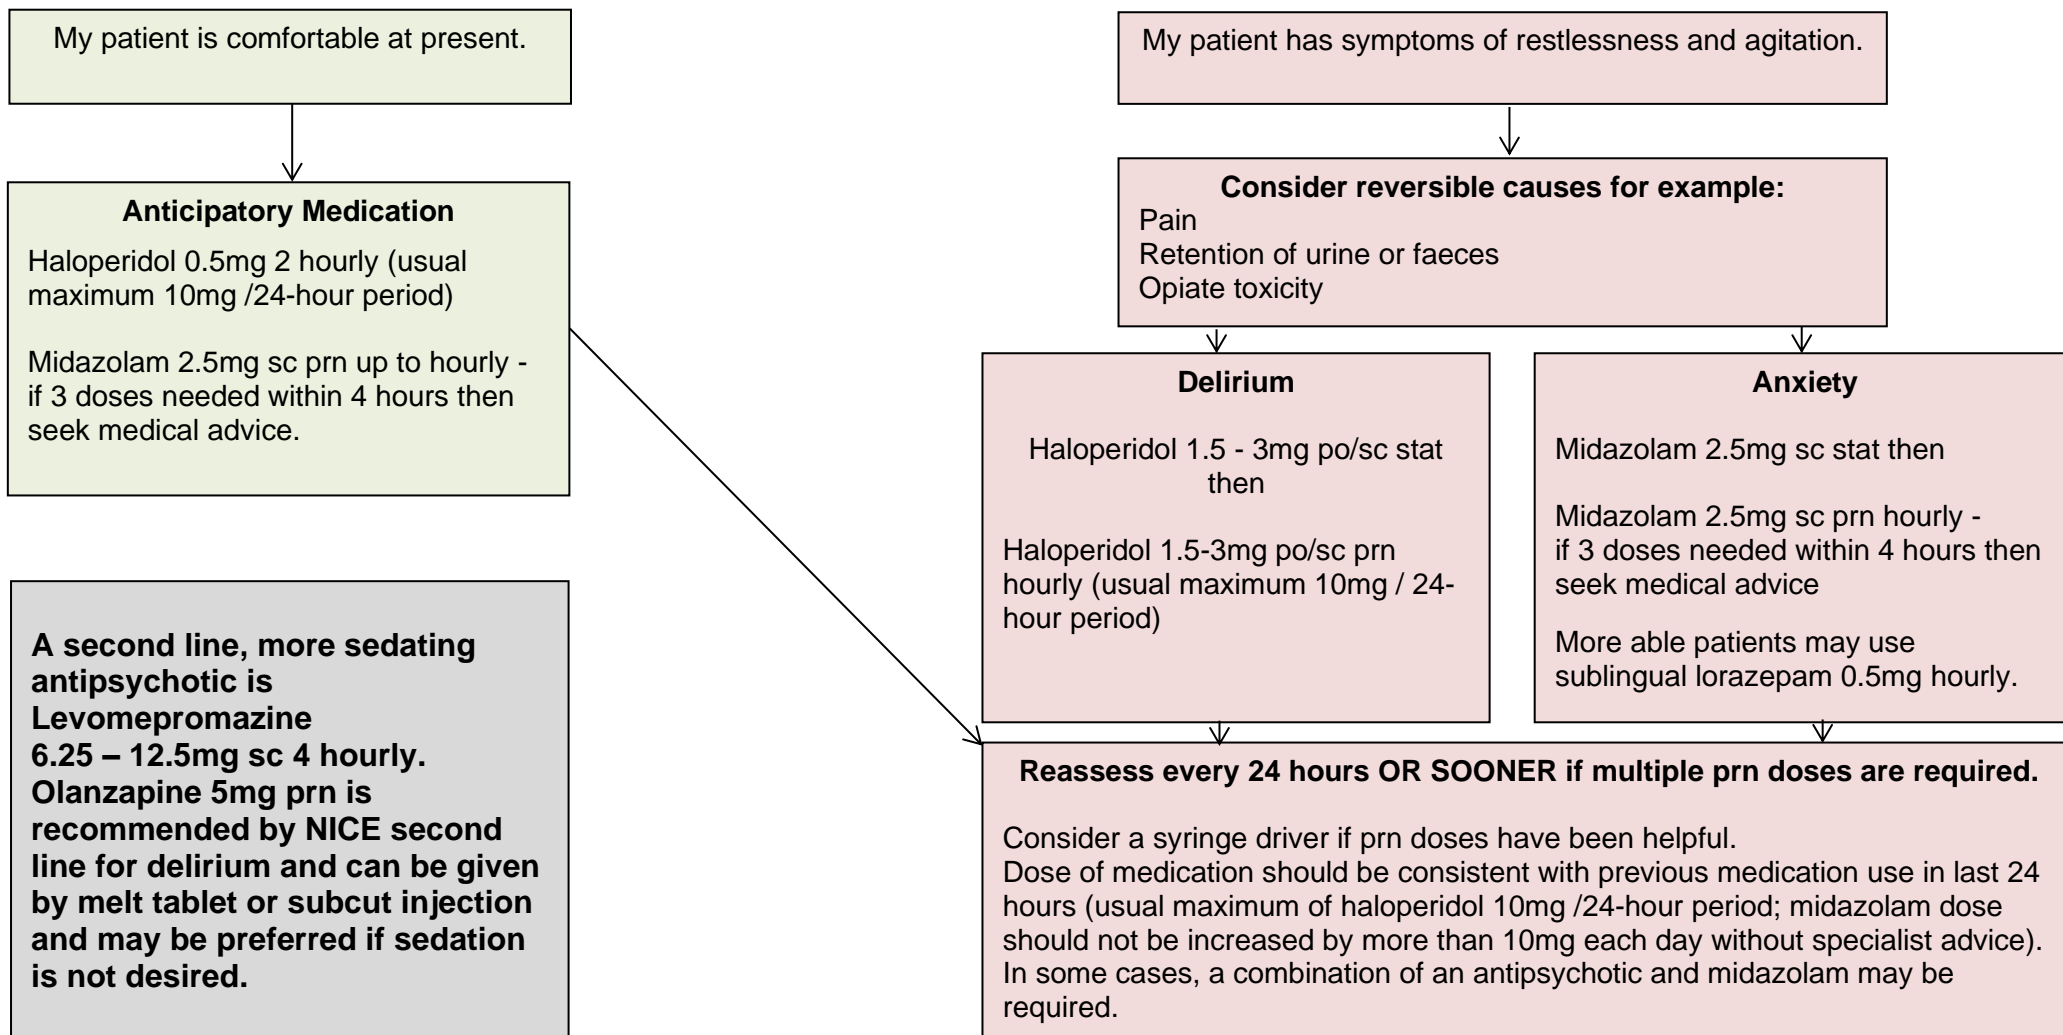 My patient is comfortable at present.
Anticipatory Medication
Haloperidol 0.5mg 2 hourly (usual
maximum 10mg /24-hour period)
Midazolam 2.5mg sc prn up to hourly -
if 3 doses needed within 4 hours then
seek medical advice.
A second line, more sedating
antipsychotic is
Levomepromazine
6.25 – 12.5mg sc 4 hourly.
Olanzapine 5mg prn is
recommended by NICE second
line for delirium and can be given
by melt tablet or subcut injection
and may be preferred if sedation
is not desired.
My patient has symptoms of restlessness and agitation.
Consider reversible causes for example:
Pain
Retention of urine or faeces
Opiate toxicity
Delirium
Haloperidol 1.5 - 3mg po/sc stat
then
Haloperidol 1.5-3mg po/sc prn
hourly (usual maximum 10mg / 24-
hour period)
Anxiety
Midazolam 2.5mg sc stat then
Midazolam 2.5mg sc prn hourly -
if 3 doses needed within 4 hours then
seek medical advice
More able patients may use
sublingual lorazepam 0.5mg hourly.
Reassess every 24 hours OR SOONER if multiple prn doses are required.
Consider a syringe driver if prn doses have been helpful.
Dose of medication should be consistent with previous medication use in last 24
hours (usual maximum of haloperidol 10mg /24-hour period; midazolam dose
should not be increased by more than 10mg each day without specialist advice).
In some cases, a combination of an antipsychotic and midazolam may be
required.